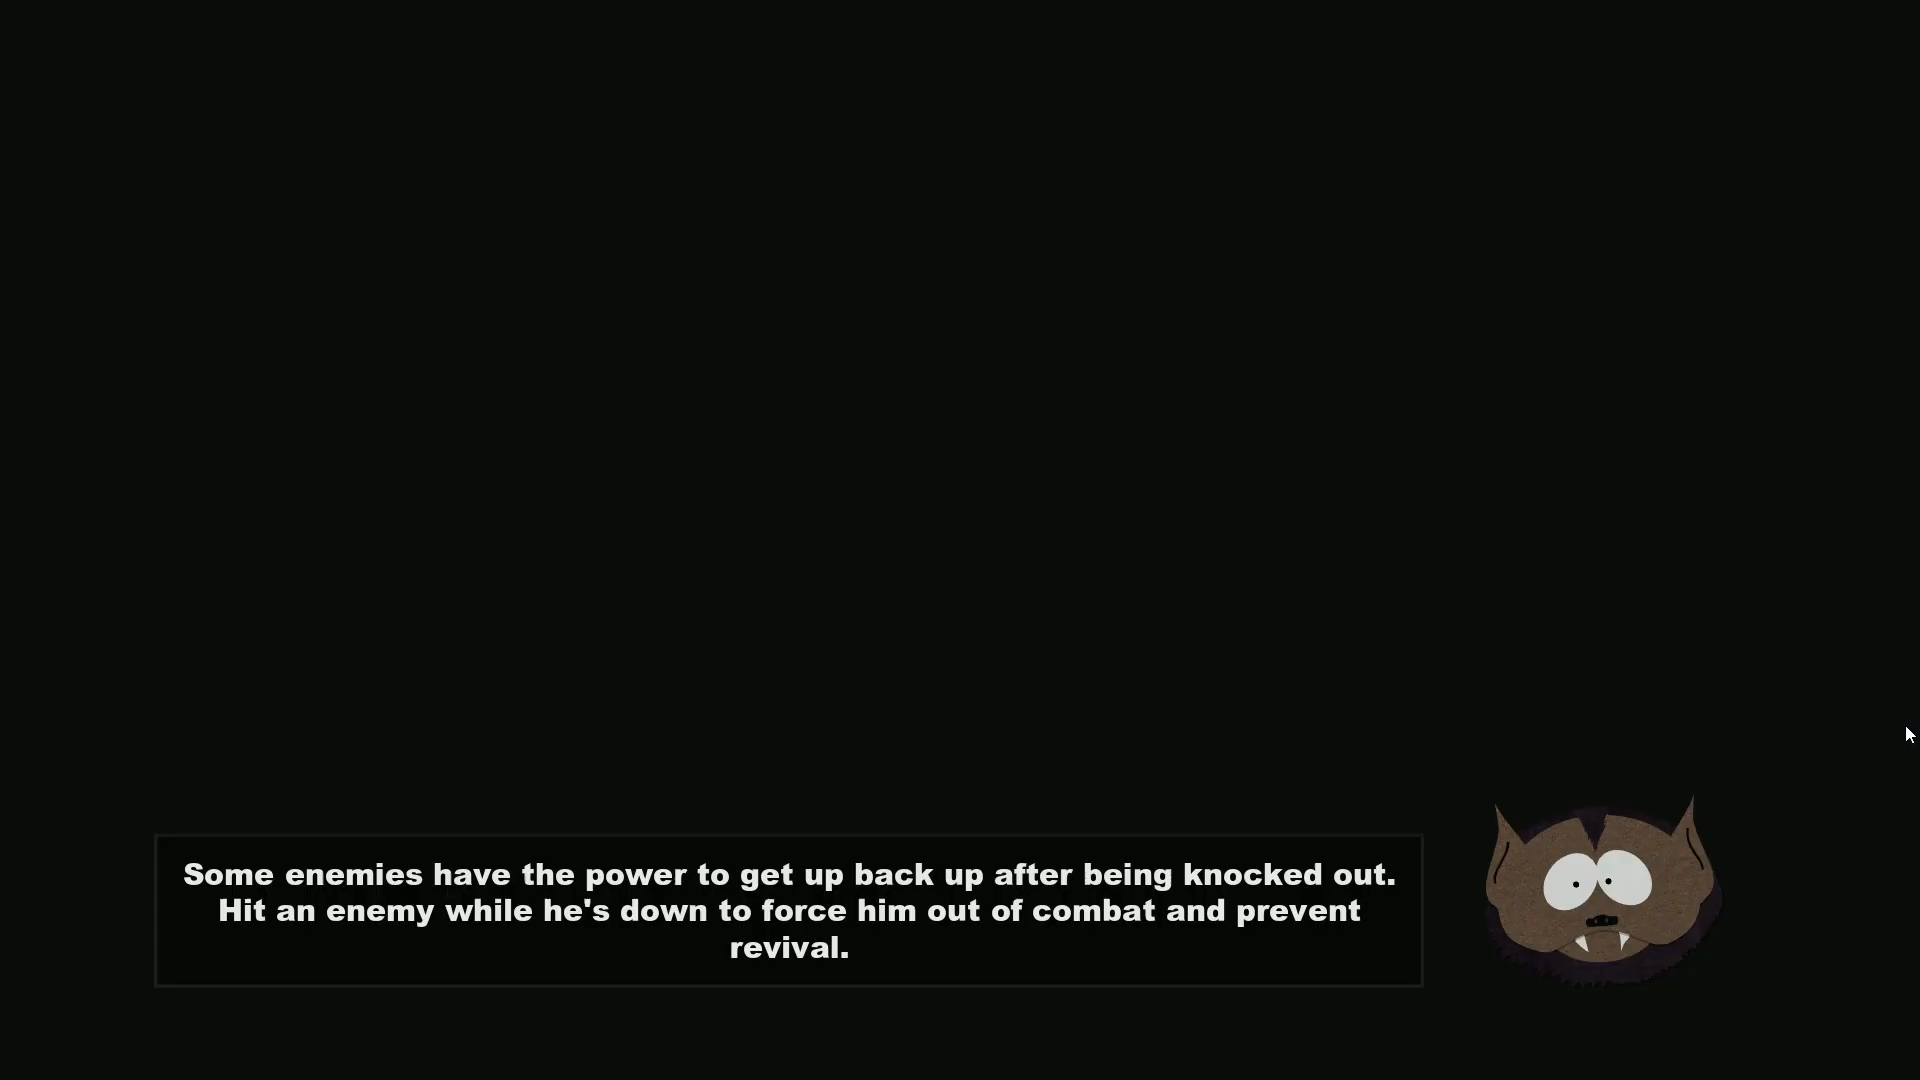 Some enemies have the power to get up back up after being knocked out.
Hit an enemy while he's down to force him out of combat and prevent
revival.